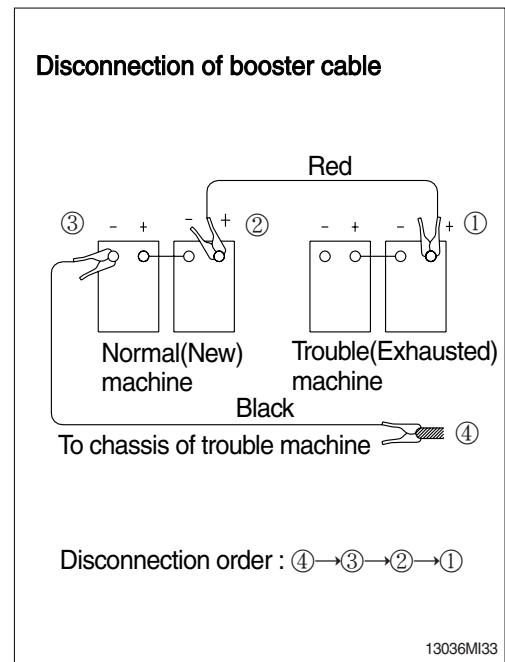 Disconnection of booster cable
Red
③ - + - + ② - + - + ①
Normal(New)
machine
Trouble(Exhausted)
machine
Black
To chassis of trouble machine ④
Disconnection order : ④→③→②→①
13036MI33